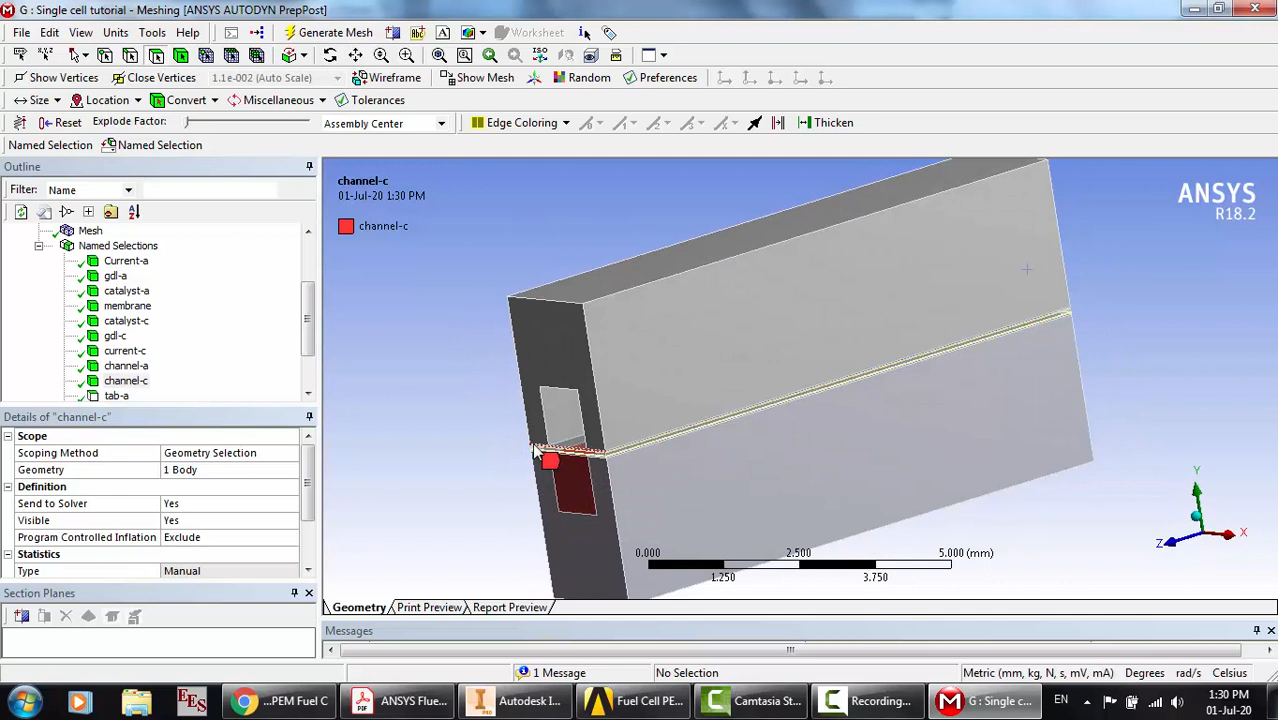 G : Single cell tutorial - Meshing [ANSYS AUTODYN PrepPost]
File Edit View Units Tools Help Generate Mesh Worksheet
Show Vertices Close Vertices 1.1e-002 (Auto Scale) Wireframe Show Mesh Random Preferences
Size Location Convert Miscellaneous Tolerances
Reset Explode Factor: Assembly Center Edge Coloring Thicken
Named Selection Named Selection
Outline
Filter: Name
Mesh
Named Selections
Current-a
gdl-a
catalyst-a
membrane
catalyst-c
gdl-c
current-c
channel-a
channel-c
tab-a
Details of "channel-c"
Scope
Scoping Method Geometry Selection
Geometry 1 Body
Definition
Send to Solver Yes
Visible Yes
Program Controlled Inflation Exclude
Statistics
Type Manual
Section Planes
channel-c
01-Jul-20 1:30 PM
channel-c
ANSYS
R18.2
0.000 2.500 5.000 (mm)
1.250 3.750
Y
X
Z
Geometry Print Preview Report Preview
Messages
1 Message No Selection Metric (mm, kg, N, s, mV, mA) Degrees rad/s Celsius
EES ...PEM Fuel C ANSYS Flue... Autodesk I... Fuel Cell PE... Camtasia St... Recording... G : Single c... EN 1:30 PM
01-Jul-20